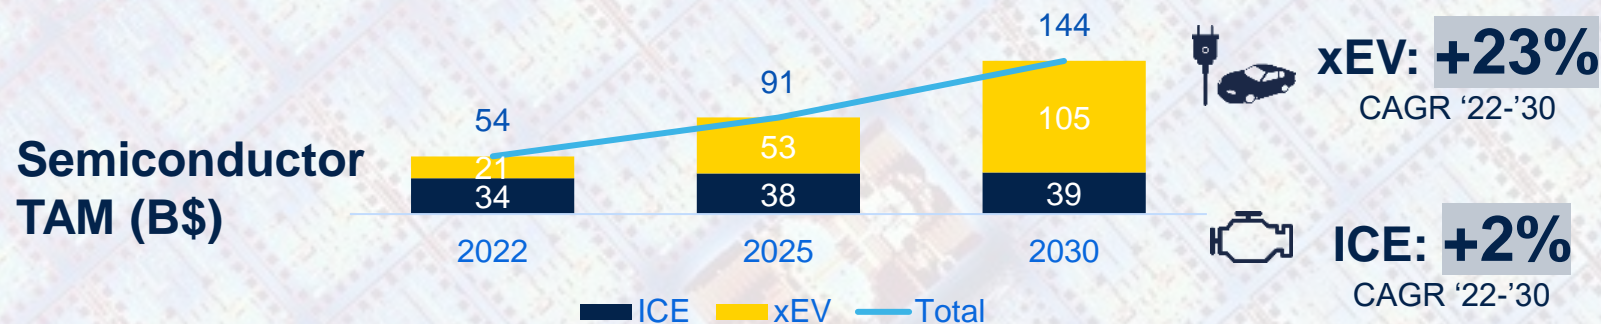 Semiconductor
TAM (B$)
54
91
144
21
53
105
34
38
39
2022
2025
2030
ICE
xEV
Total
xEV: +23%
CAGR ‘22-’30
ICE: +2%
CAGR ‘22-’30